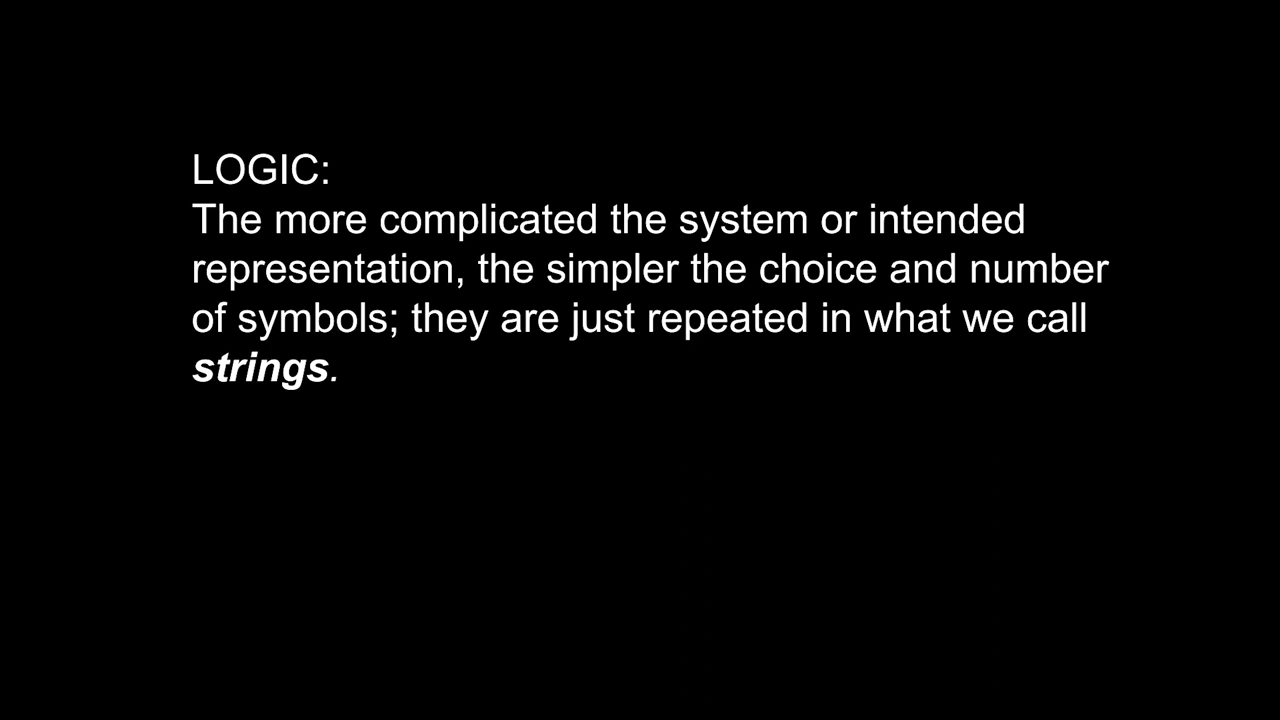 LOGIC:
The more complicated the system or intended
representation, the simpler the choice and number
of symbols; they are just repeated in what we call
strings.